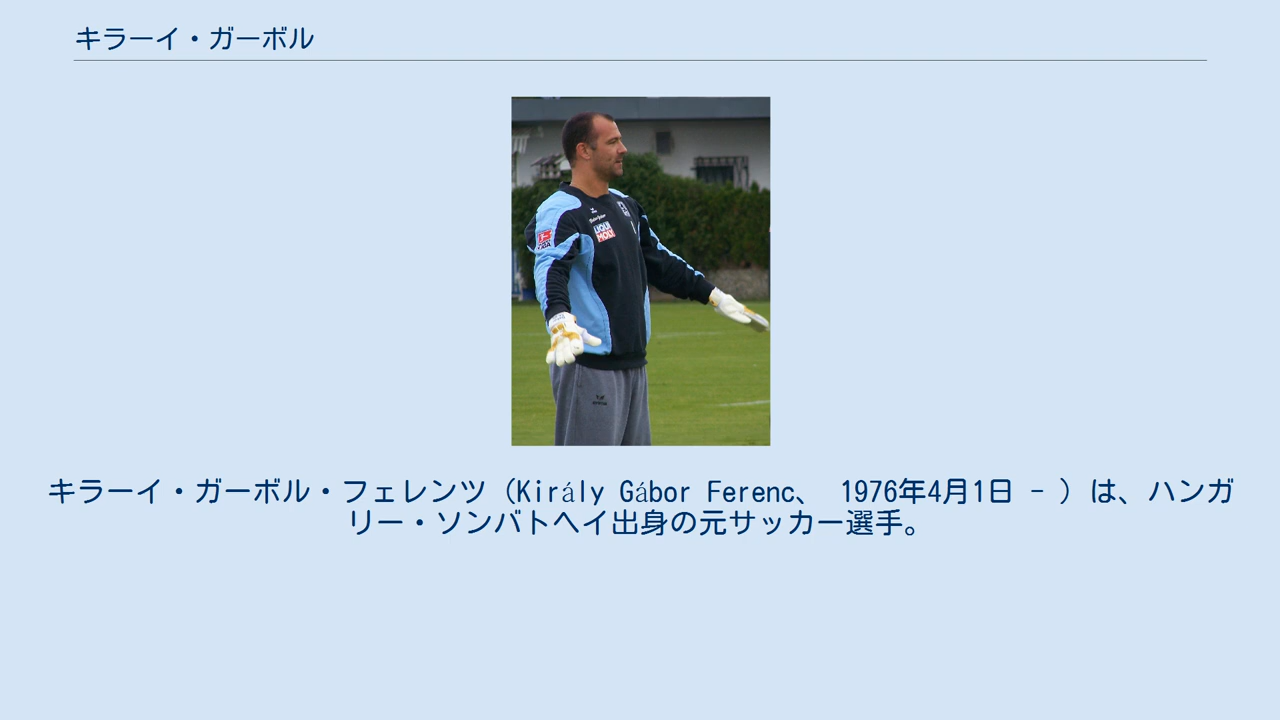 キラーイ・ガーボル
LIQUI
MOLY
キラーイ・ガーボル・フェレンツ（Király Gábor Ferenc、 1976年4月1日 - ）は、ハンガ
リー・ソンバトヘイ出身の元サッカー選手。